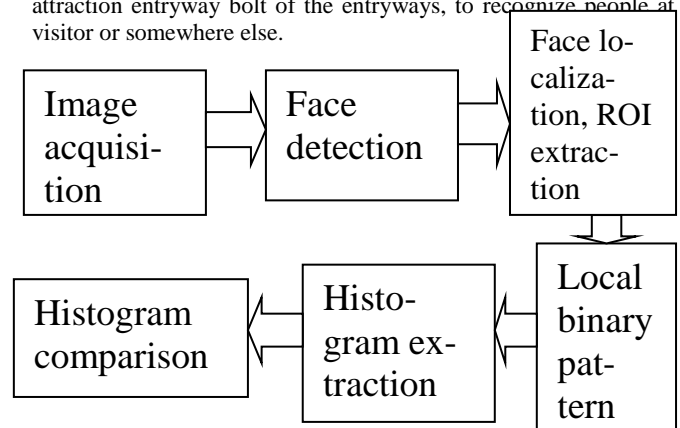 attraction entryway bolt of the entryways, to recognize people at
visitor or somewhere else.
Image
acquisi-
tion
Face
detection
Face lo-
caliza-
tion, ROI
extrac-
tion
Local
binary
pat-
tern
Histo-
gram ex-
traction
Histogram
comparison